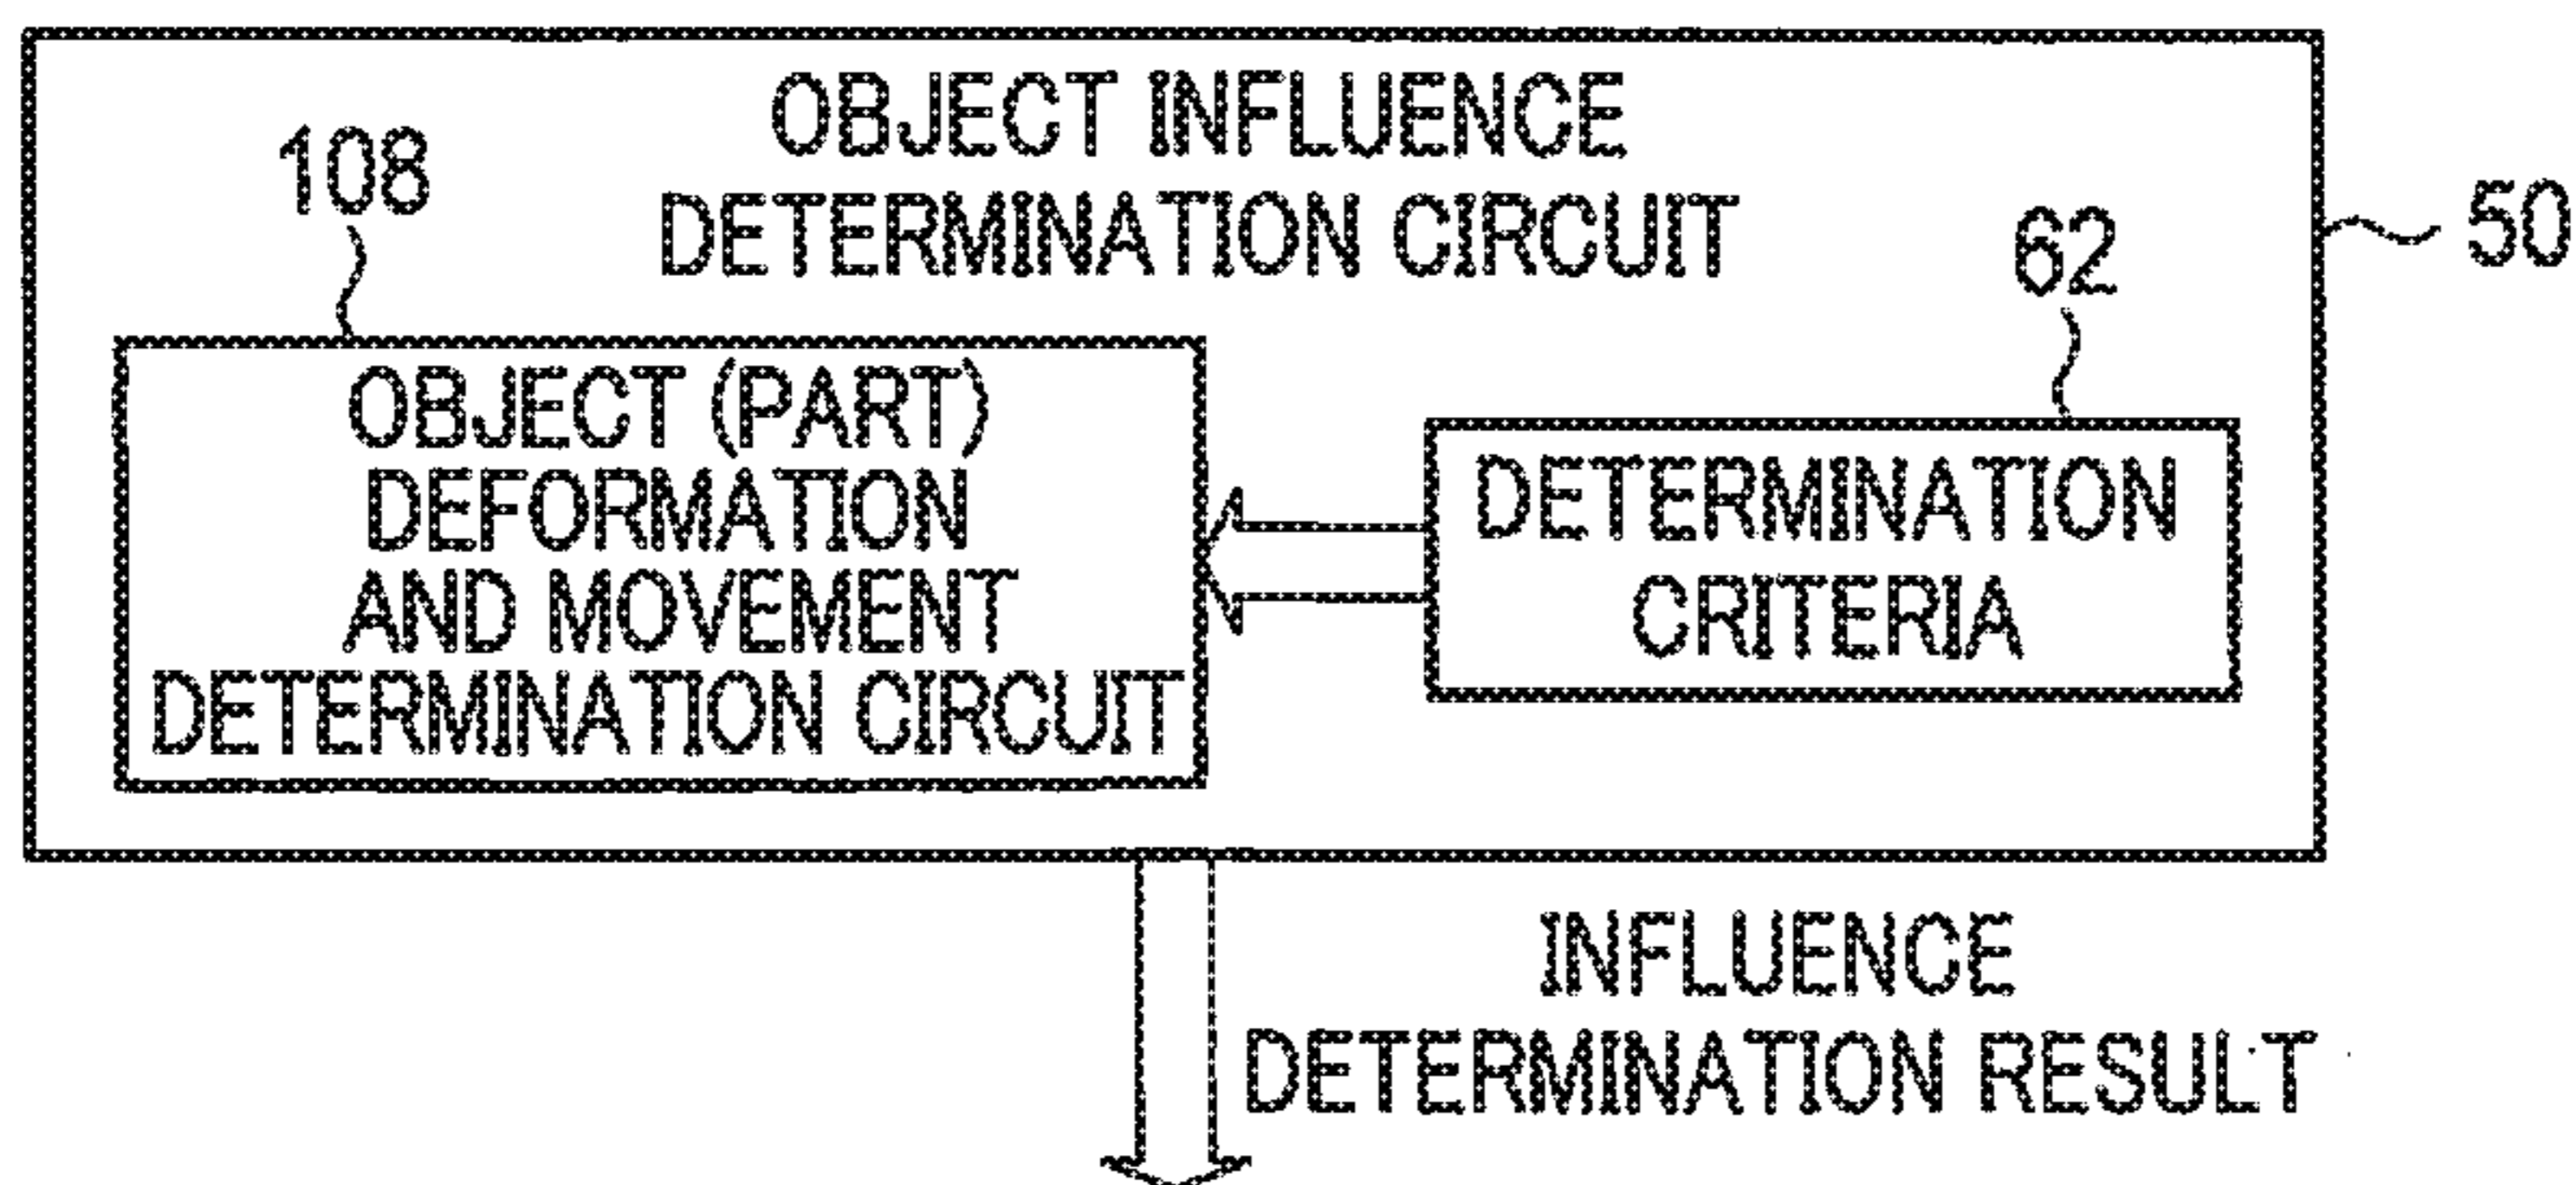 OBJECT INFLUENCE
DETERMINATION CIRCUIT
108
62
50
OBJECT (PART)
DEFORMATION
AND MOVEMENT
DETERMINATION CIRCUIT
DETERMINATION
CRITERIA
INFLUENCE
DETERMINATION RESULT